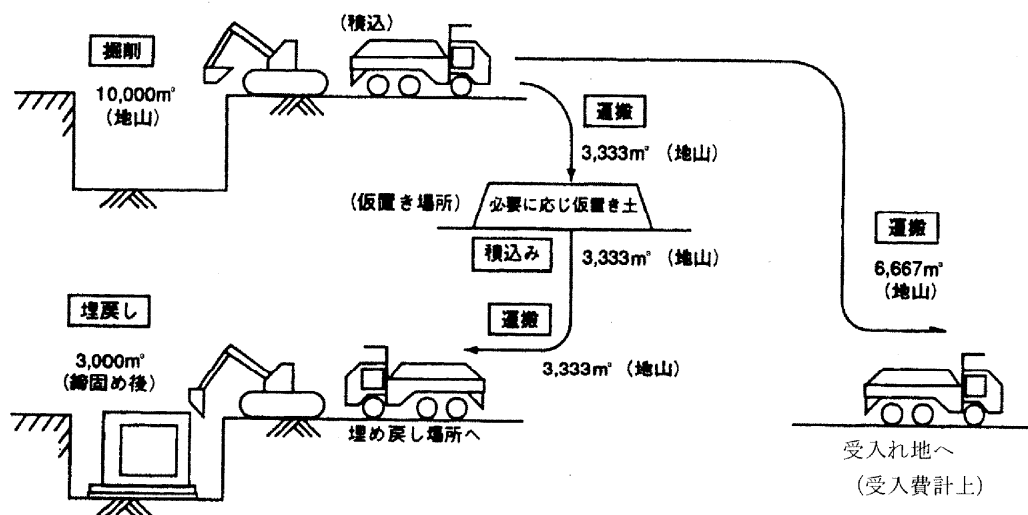 (積込)
掘削
10,000m³
(地山)
運搬
3,333m³ (地山)
(仮置き場所)
必要に応じ仮置き土
積込み
3,333m³ (地山)
運搬
6,667m³
(地山)
埋戻し
運搬
3,000m³
(締固め後)
3,333m³ (地山)
埋め戻し場所へ
受入れ地へ
(受入費計上)